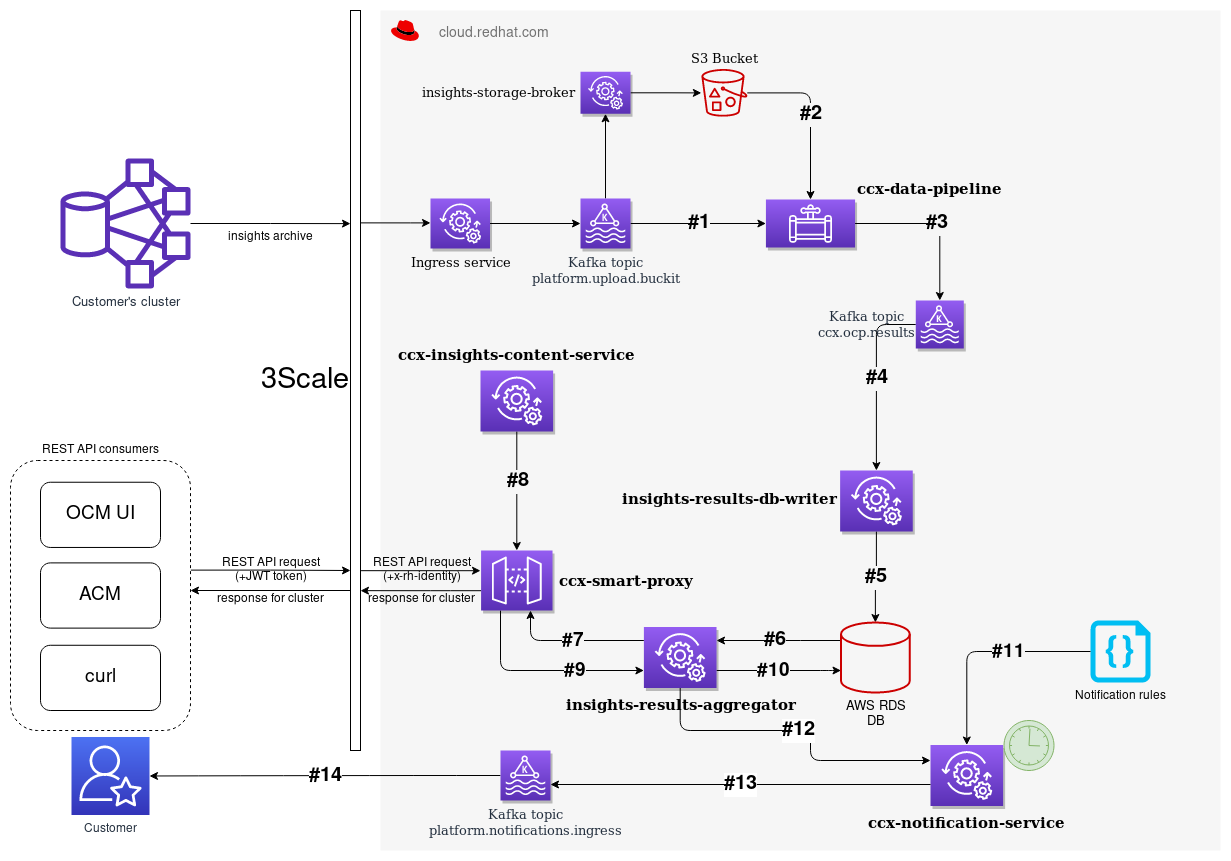 cloud.redhat.com
S3 Bucket
insights-storage-broker
#2
ccx-data-pipeline
#1
#3
insights archive
Ingress service
Kafka topic
platform.upload.buckit
Customer's cluster
Kafka topic
ccx.ocp.results
ccx-insights-content-service
3Scale
#4
REST API consumers
#8
insights-results-db-writer
OCM UI
REST API request
(+JWT token)
response for cluster
REST API request
(+x-rh-identity)
response for cluster
ccx-smart-proxy
#5
ACM
#7
#6
#11
curl
#9
#10
Notification rules
insights-results-aggregator
AWS RDS
DB
#12
#14
#13
Kafka topic
platform.notifications.ingress
Customer
ccx-notification-service
K
K
K